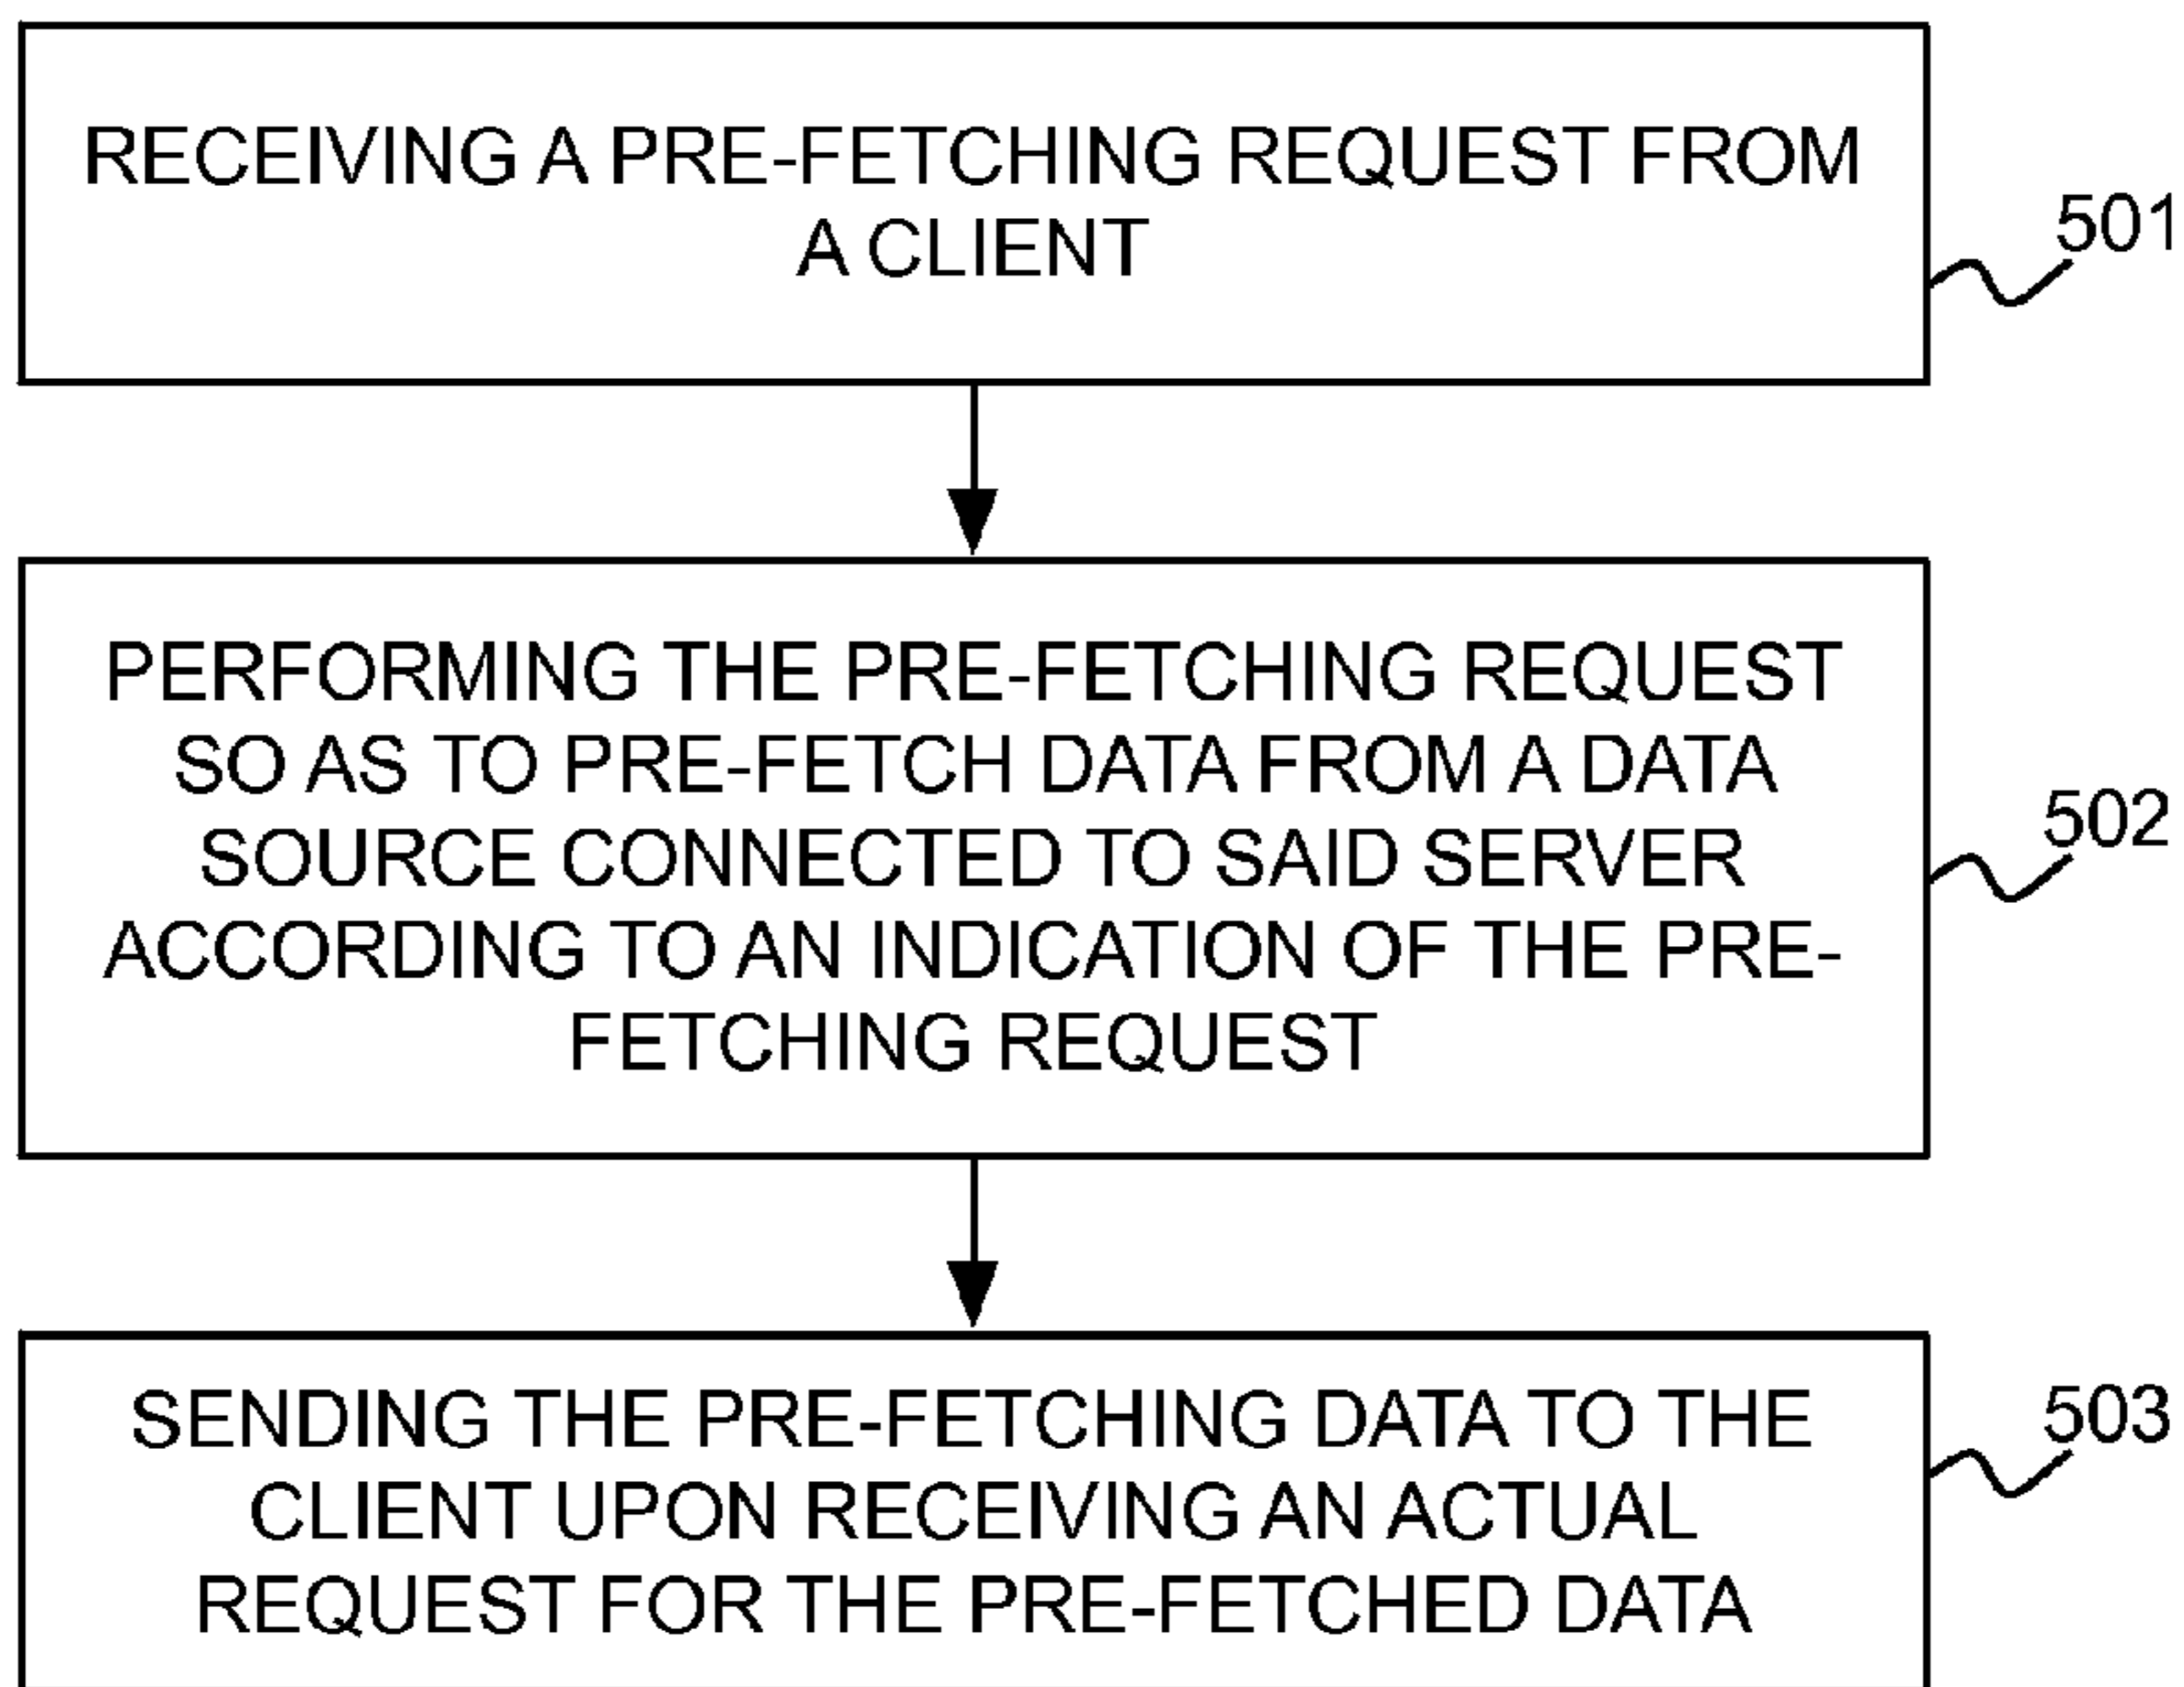 RECEIVING A PRE-FETCHING REQUEST FROM
A CLIENT
501
PERFORMING THE PRE-FETCHING REQUEST
SO AS TO PRE-FETCH DATA FROM A DATA
SOURCE CONNECTED TO SAID SERVER
ACCORDING TO AN INDICATION OF THE PRE-
FETCHING REQUEST
502
SENDING THE PRE-FETCHING DATA TO THE
CLIENT UPON RECEIVING AN ACTUAL
REQUEST FOR THE PRE-FETCHED DATA
503